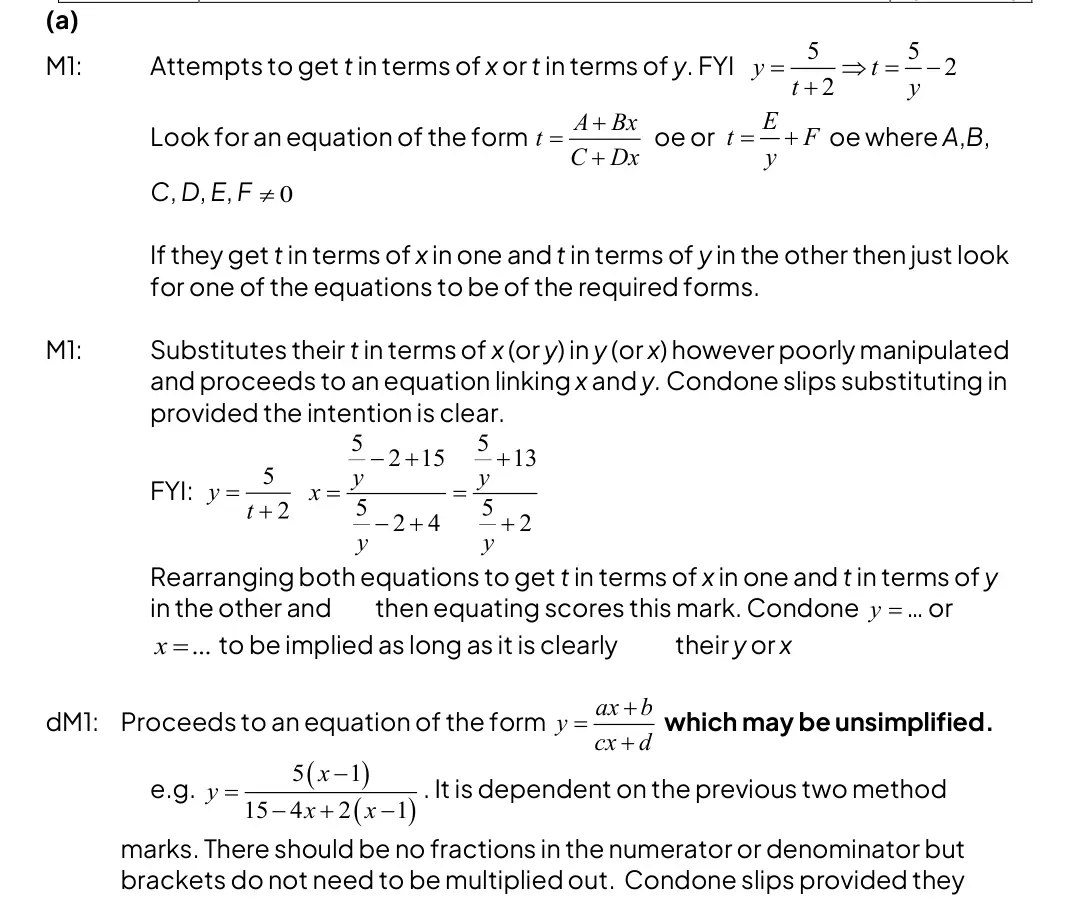 (a)
M1: Attempts to get t in terms of x or t in terms of y. FYI y = 5/(t+2) ⇒ t = 5/y − 2
Look for an equation of the form t = (A+Bx)/(C+Dx) oe or t = E/y + F oe where A,B,
C, D, E, F ≠ 0
If they get t in terms of x in one and t in terms of y in the other then just look
for one of the equations to be of the required forms.
M1: Substitutes their t in terms of x (or y) in y (or x) however poorly manipulated
and proceeds to an equation linking x and y. Condone slips substituting in
provided the intention is clear.
FYI: y = 5/(t+2) x = (5/y − 2 + 15)/(5/y − 2 + 4) = (5/y + 13)/(5/y + 2)
Rearranging both equations to get t in terms of x in one and t in terms of y
in the other and then equating scores this mark. Condone y = ... or
x = ... to be implied as long as it is clearly their y or x
dM1: Proceeds to an equation of the form y = (ax+b)/(cx+d) which may be unsimplified.
e.g. y = 5(x−1)/(15−4x+2(x−1)) . It is dependent on the previous two method
marks. There should be no fractions in the numerator or denominator but
brackets do not need to be multiplied out. Condone slips provided they